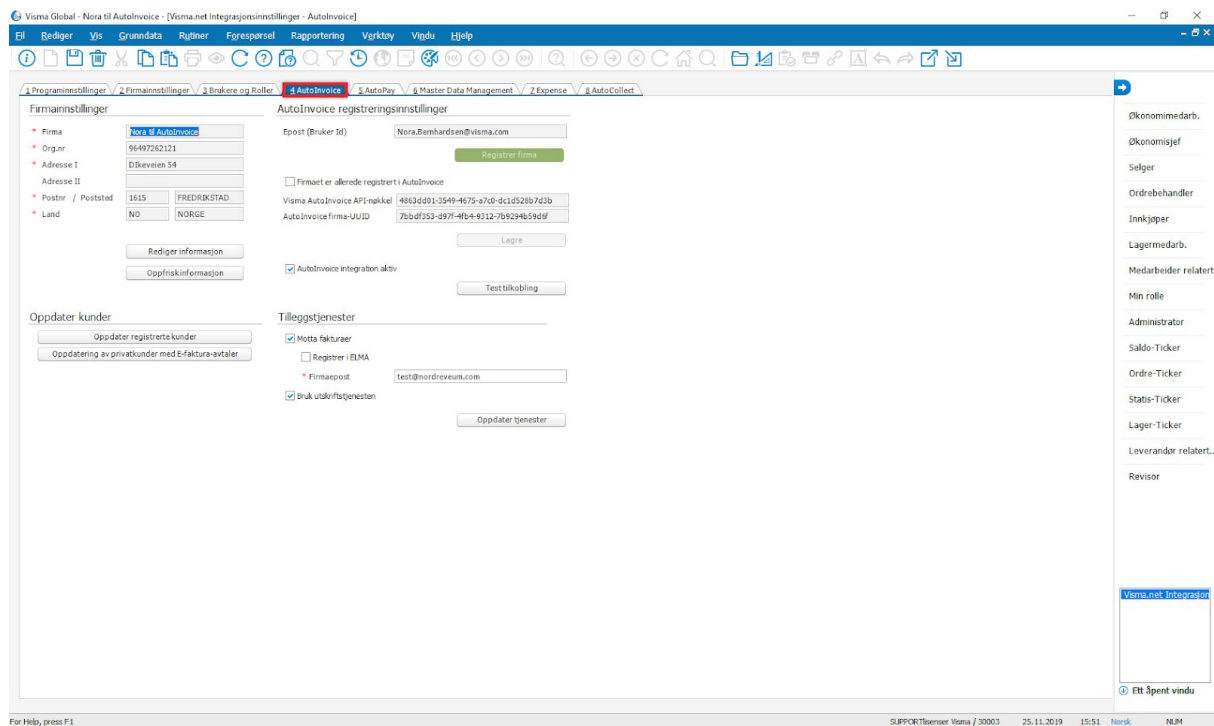 Visma Global - Nora til AutoInvoice - [Visma.net Integrasjonsinnstillinger - AutoInvoice]
Fil Rediger Vis Grunndata Rutiner Forespørsel Rapportering Verktøy Vindu Hjelp
1 Programinnstillinger 2 Firmainnstillinger 3 Brukere og Roller 4 AutoInvoice 5 AutoPay 6 Master Data Management 7 Expense 8 AutoCollect
Firmainnstillinger
* Firma Nora til AutoInvoice
* Org.nr 96497262121
* Adresse I DIkeveien 54
Adresse II
* Postnr / Poststed 1615 FREDRIKSTAD
* Land NO NORGE
Rediger informasjon
Oppfrisk informasjon
Oppdater kunder
Oppdater registrerte kunder
Oppdatering av privatkunder med E-faktura-avtaler
AutoInvoice registreringsinnstillinger
Epost (Bruker Id) Nora.Bernhardsen@visma.com
Registrer firma
Firmaet er allerede registrert i AutoInvoice
Visma AutoInvoice API-nøkkel 4863dd01-3549-4675-a7c0-dc1d528b7d3b
AutoInvoice firma-UUID 7bbdf353-d97f-4fb4-9312-7b9294b59d6f
Lagre
AutoInvoice integration aktiv
Test tilkobling
Tilleggstjenester
Motta fakturaer
Registrer i ELMA
* Firmaepost test@nordreveum.com
Bruk utskriftstjenesten
Oppdater tjenester
Økonomimedarb.
Økonomisjef
Selger
Ordrebehandler
Innkjøper
Lagermedarb.
Medarbeider relatert
Min rolle
Administrator
Saldo-Ticker
Ordre-Ticker
Statis-Ticker
Lager-Ticker
Leverandør relatert..
Revisor
Visma.net Integrasjon
Ett åpent vindu
For Help, press F1 SUPPORTlisenser Visma / 30003 25.11.2019 15:51 Norsk NUM